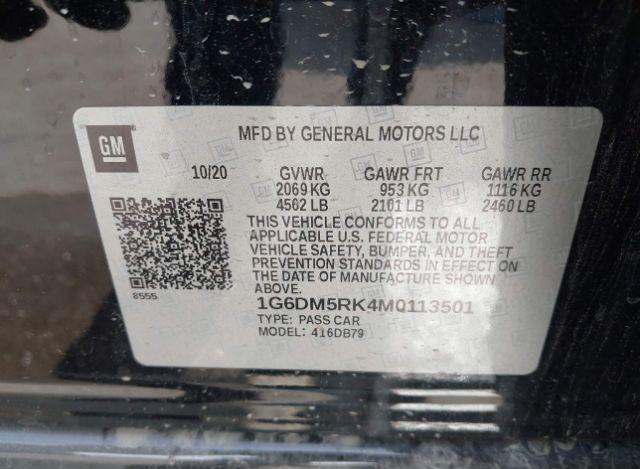 GM
MFD BY GENERAL MOTORS LLC
10/20 GVWR GAWR FRT GAWR RR
2069 KG 953 KG 1116 KG
4562 LB 2101 LB 2460 LB
THIS VEHICLE CONFORMS TO ALL
APPLICABLE U.S. FEDERAL MOTOR
VEHICLE SAFETY, BUMPER, AND THEFT
PREVENTION STANDARDS IN EFFECT ON
THE DATE OF MANUFACTURE SHOWN
ABOVE.
8555
1G6DM5RK4M0113501
TYPE: PASS CAR
MODEL: 416DB79